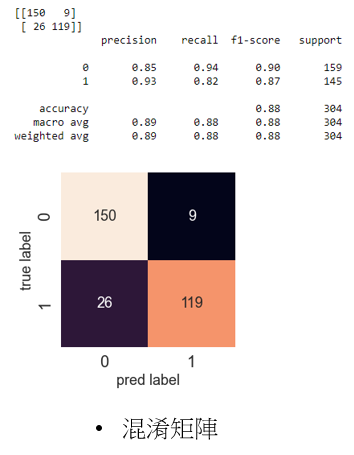 [[150   9]
 [ 26 119]]
              precision    recall  f1-score   support

           0       0.85      0.94      0.90       159
           1       0.93      0.82      0.87       145

    accuracy                           0.88       304
   macro avg       0.89      0.88      0.88       304
weighted avg       0.89      0.88      0.88       304
true label
0
150
9
1
26
119
0 1
pred label
• 混淆矩陣